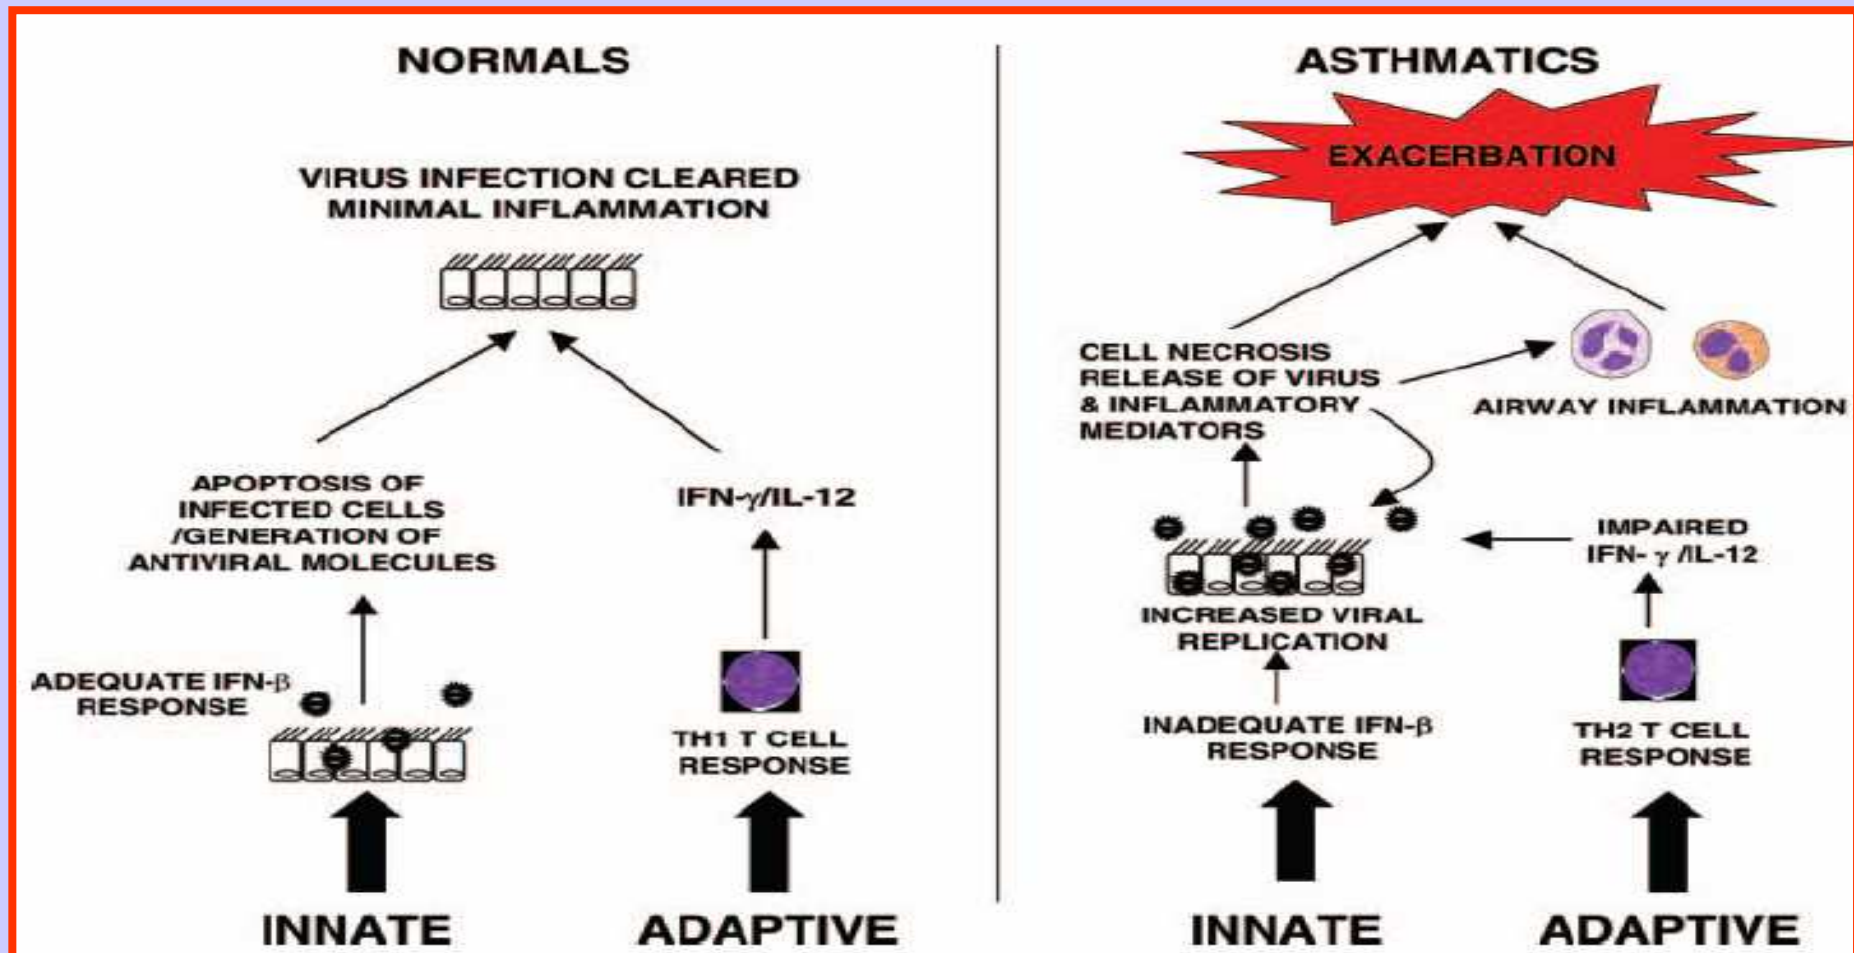 NORMALS
VIRUS INFECTION CLEARED
MINIMAL INFLAMMATION
APOPTOSIS OF
INFECTED CELLS
/GENERATION OF
ANTIVIRAL MOLECULES
IFN-γ/IL-12
ADEQUATE IFN-β
RESPONSE
TH1 T CELL
RESPONSE
INNATE
ADAPTIVE
ASTHMATICS
EXACERBATION
CELL NECROSIS
RELEASE OF VIRUS
& INFLAMMATORY
MEDIATORS
AIRWAY INFLAMMATION
IMPAIRED
IFN- γ /IL-12
INCREASED VIRAL
REPLICATION
INADEQUATE IFN-β
RESPONSE
TH2 T CELL
RESPONSE
INNATE
ADAPTIVE